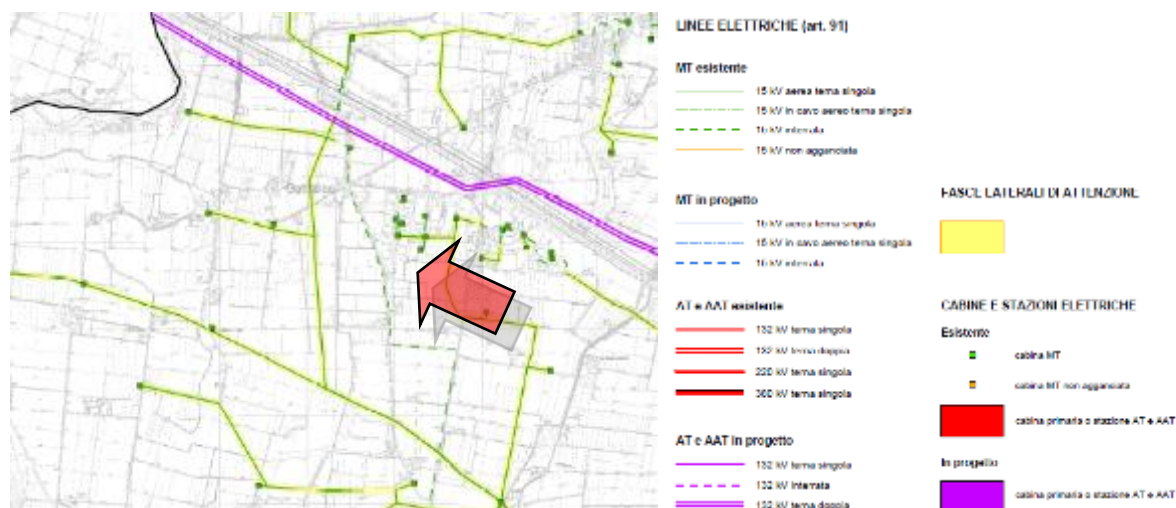 LINEE ELETTRICHE (art. 91)
MT esistente
15 kV aerea terna singola
15 kV in cavo aereo terna singola
15 kV interrata
15 kV non agganciata
MT in progetto
15 kV aerea terna singola
15 kV in cavo aereo terna singola
15 kV interrata
AT e AAT esistente
132 kV terna singola
132 kV terna doppia
220 kV terna singola
380 kV terna singola
AT e AAT in progetto
132 kV terna singola
132 kV interrata
132 kV terna doppia
FASCE LATERALI DI ATTENZIONE
CABINE E STAZIONI ELETTRICHE
Esistente
cabina MT
cabina MT non agganciata
cabina primaria o stazione AT e AAT
In progetto
cabina primaria o stazione AT e AAT